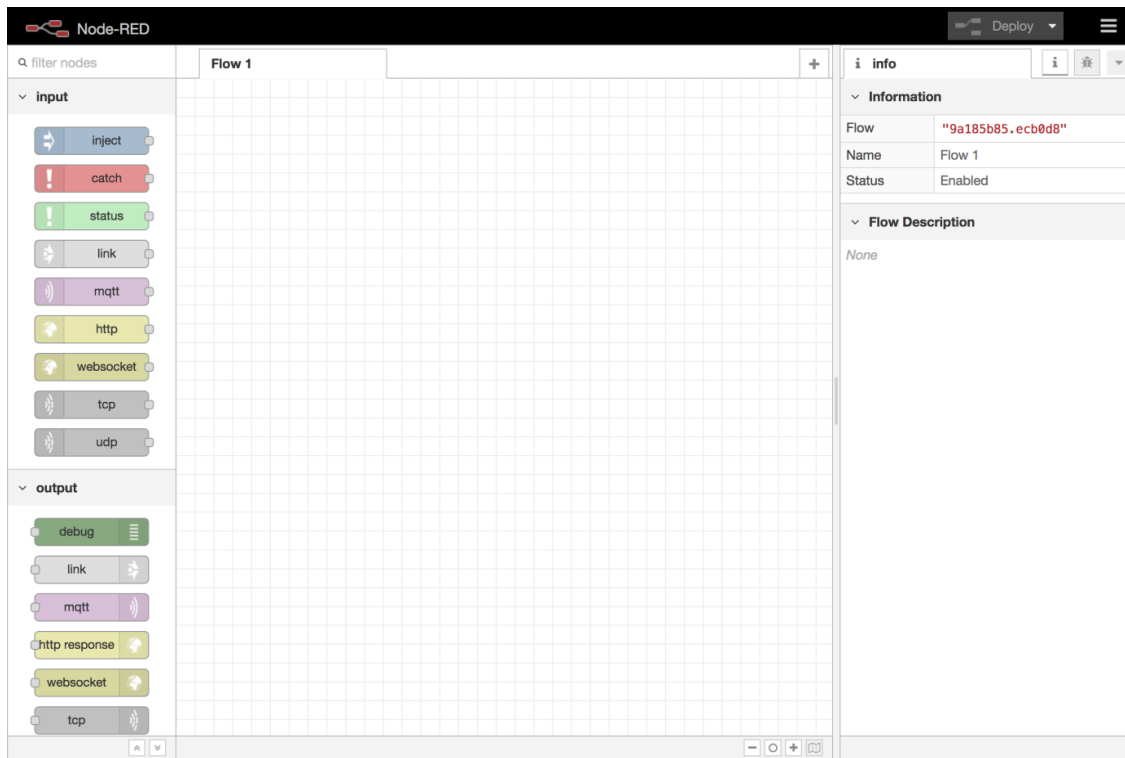 Node-RED
Deploy
filter nodes
input
inject
catch
status
link
mqtt
http
websocket
tcp
udp
output
debug
link
mqtt
http response
websocket
tcp
Flow 1
info
Information
Flow "9a185b85.ecb0d8"
Name Flow 1
Status Enabled
Flow Description
None